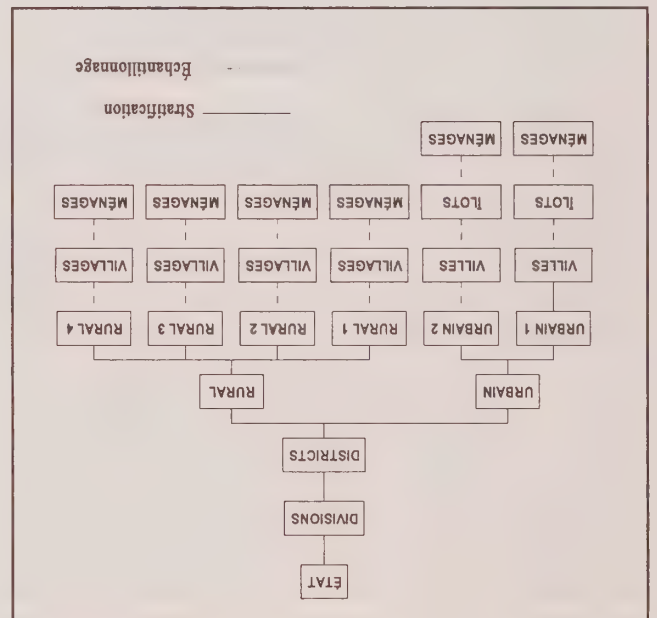 ÉTAT
DIVISIONS
DISTRICTS
URBAIN RURAL
URBAIN 1 URBAIN 2 RURAL 1 RURAL 2 RURAL 3 RURAL 4
VILLES VILLES VILLAGES VILLAGES VILLAGES VILLAGES
ÎLOTS ÎLOTS MÉNAGES MÉNAGES MÉNAGES MÉNAGES
MÉNAGES MÉNAGES
Stratification
Échantillonnage